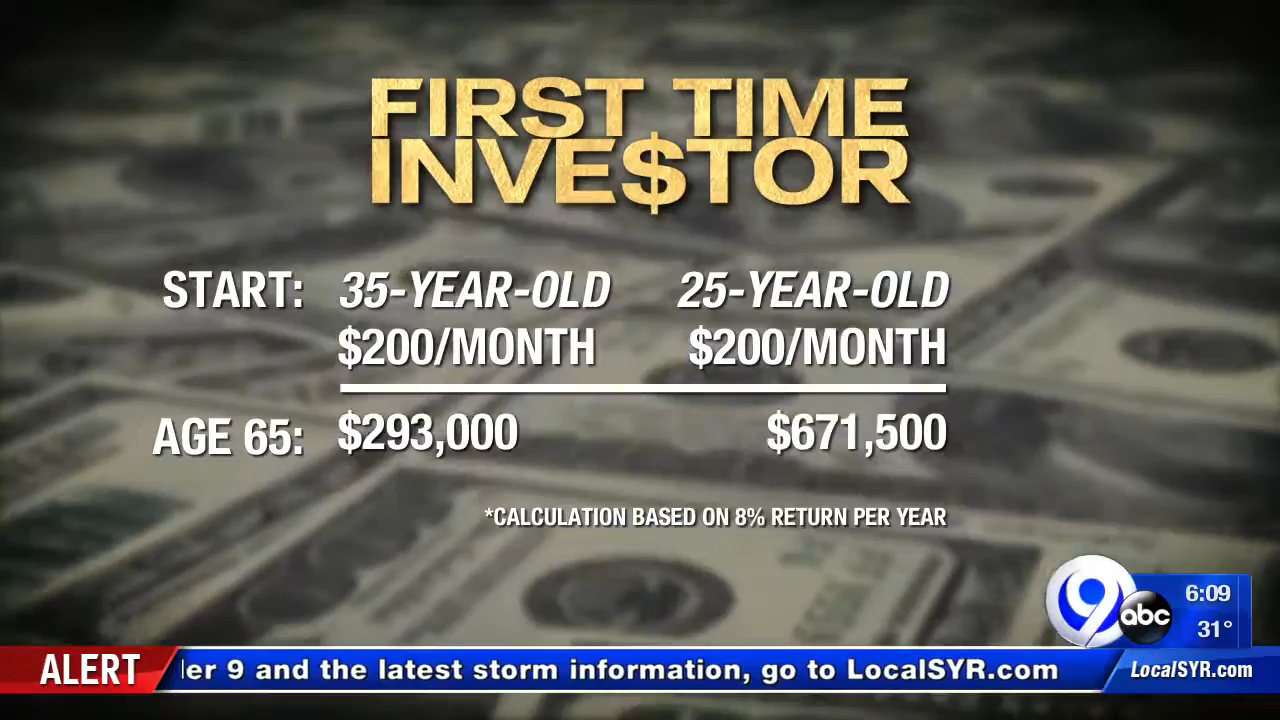 FIRST TIME
INVE$TOR
START: 35-YEAR-OLD 25-YEAR-OLD
$200/MONTH $200/MONTH
AGE 65: $293,000 $671,500
*CALCULATION BASED ON 8% RETURN PER YEAR
9 abc 6:09
31°
ALERT er 9 and the latest storm information, go to LocalSYR.com LocalSYR.com